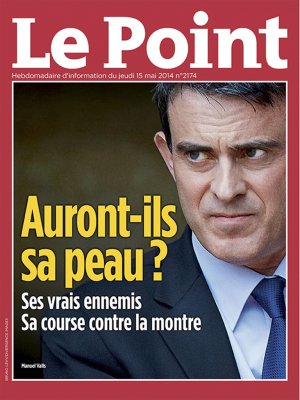 Le Point
Hebdomadaire d'information du jeudi 15 mai 2014 n°2174
Auront-ils
sa peau ?
Ses vrais ennemis
Sa course contre la montre
Manuel Valls